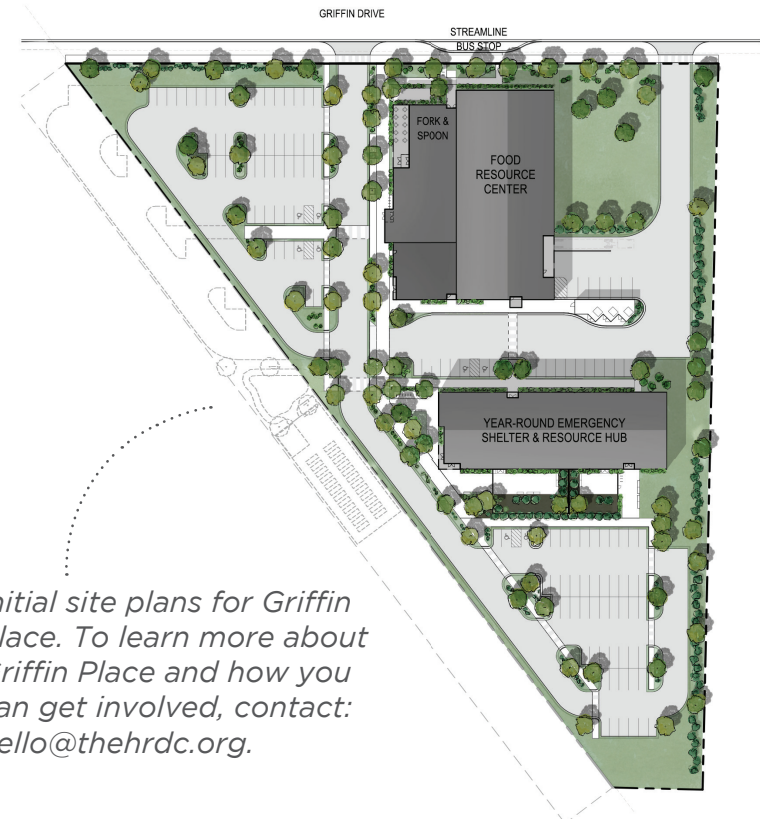 GRIFFIN DRIVE
STREAMLINE
BUS STOP
FORK &
SPOON
FOOD
RESOURCE
CENTER
YEAR-ROUND EMERGENCY
SHELTER & RESOURCE HUB
nitial site plans for Griffin
lace. To learn more about
riffin Place and how you
an get involved, contact:
ello@thehrdc.org.